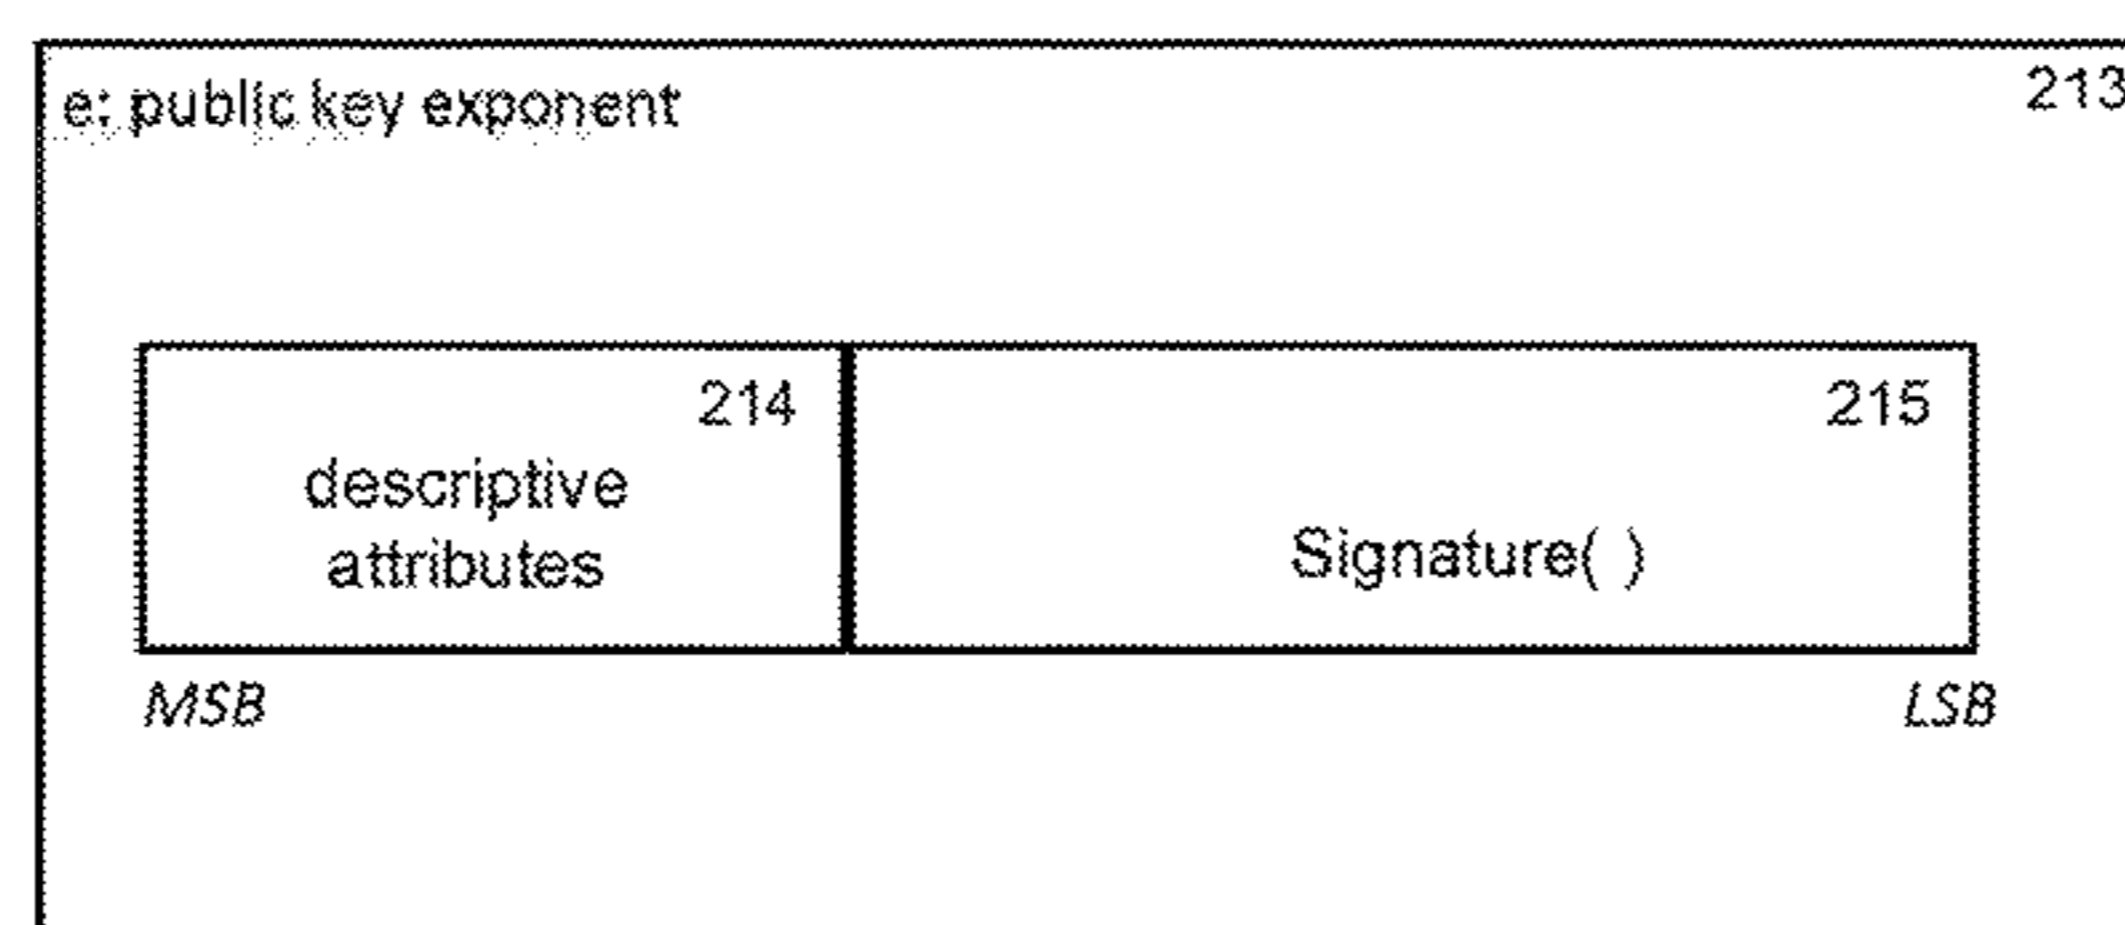 e: public key exponent 213
214
descriptive
attributes
215
Signature( )
MSB LSB